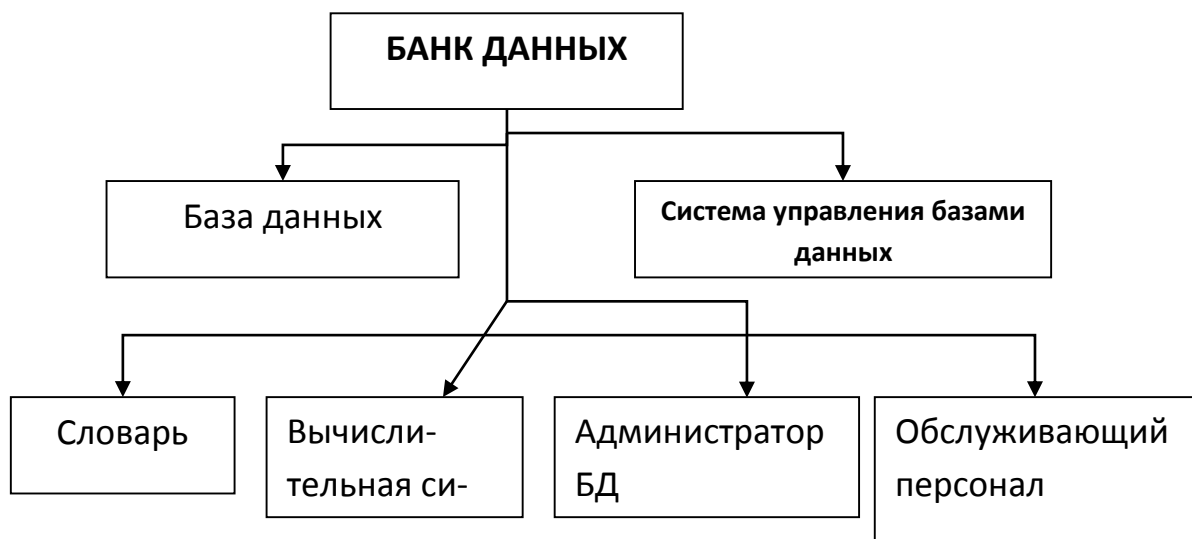 БАНК ДАННЫХ
База данных
Система управления базами
данных
Словарь
Вычисли-
тельная си-
Администратор
БД
Обслуживающий
персонал